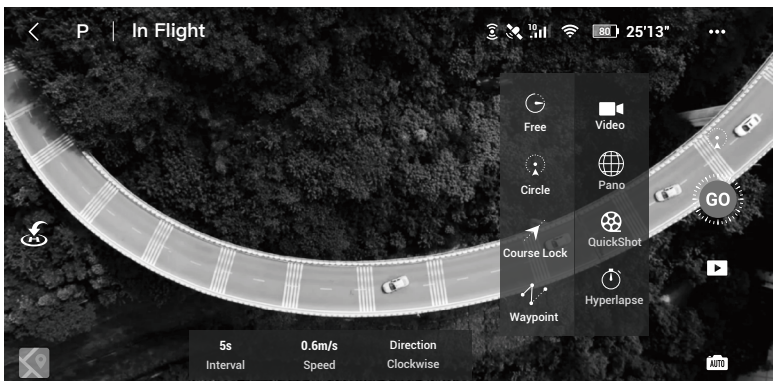 P In Flight 10 80 25'13"
Free Video
Circle Pano
GO
Course Lock QuickShot
H
Waypoint Hyperlapse
5s 0.6m/s Direction
Interval Speed Clockwise
AUTO